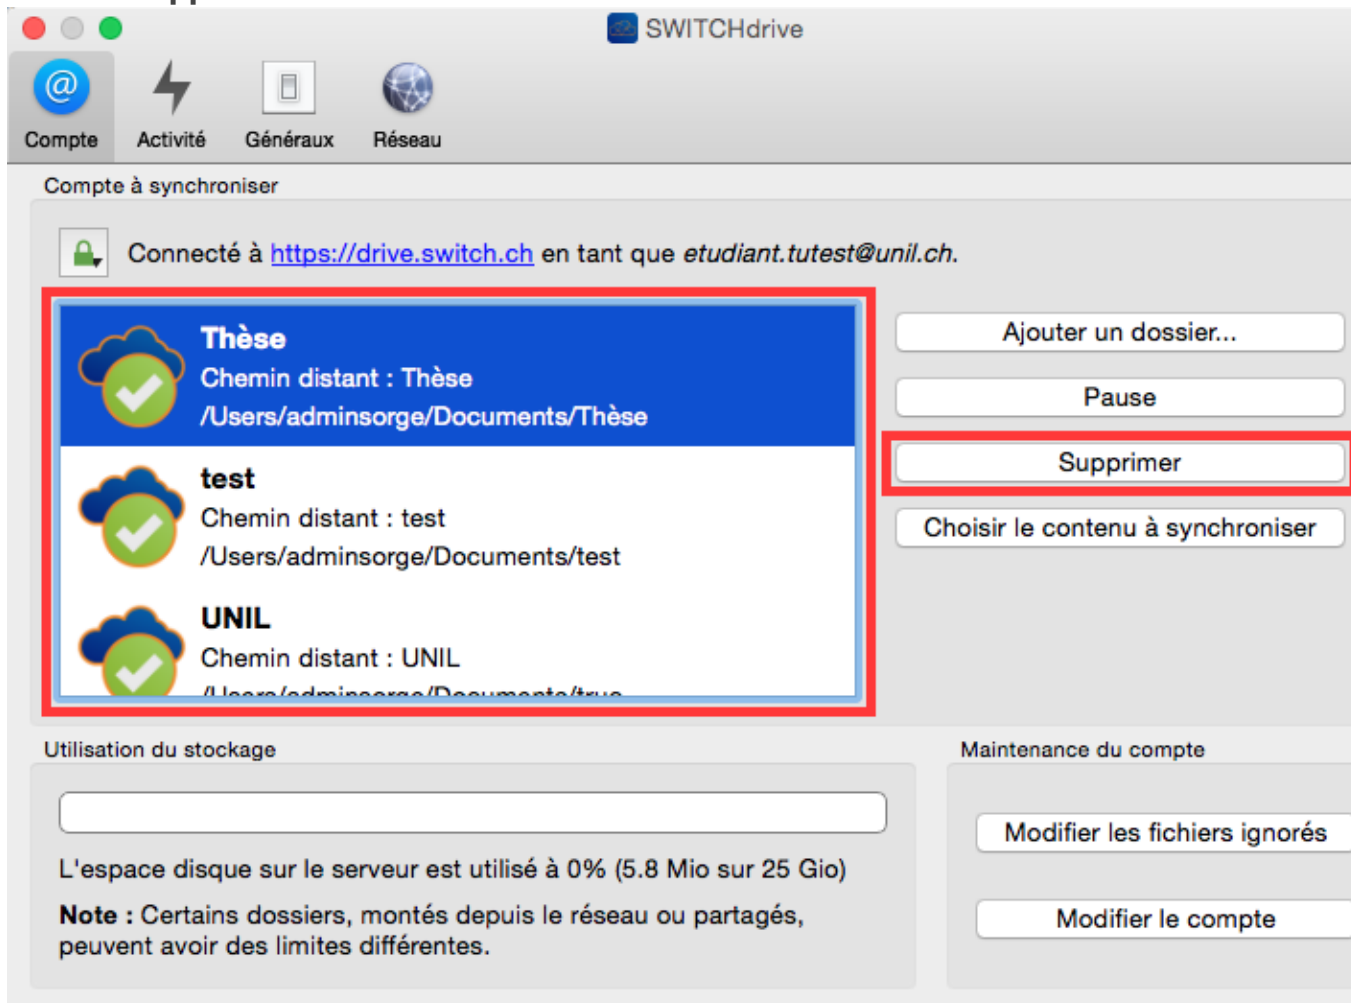 SWITCHdrive
Compte Activité Généraux Réseau
Compte à synchroniser
Connecté à https://drive.switch.ch en tant que etudiant.tutest@unil.ch.
Thèse
Chemin distant : Thèse
/Users/adminsorge/Documents/Thèse
test
Chemin distant : test
/Users/adminsorge/Documents/test
UNIL
Chemin distant : UNIL
/Users/adminsorge/Documents/true
Ajouter un dossier...
Pause
Supprimer
Choisir le contenu à synchroniser
Utilisation du stockage
L'espace disque sur le serveur est utilisé à 0% (5.8 Mio sur 25 Gio)
Note : Certains dossiers, montés depuis le réseau ou partagés,
peuvent avoir des limites différentes.
Maintenance du compte
Modifier les fichiers ignorés
Modifier le compte